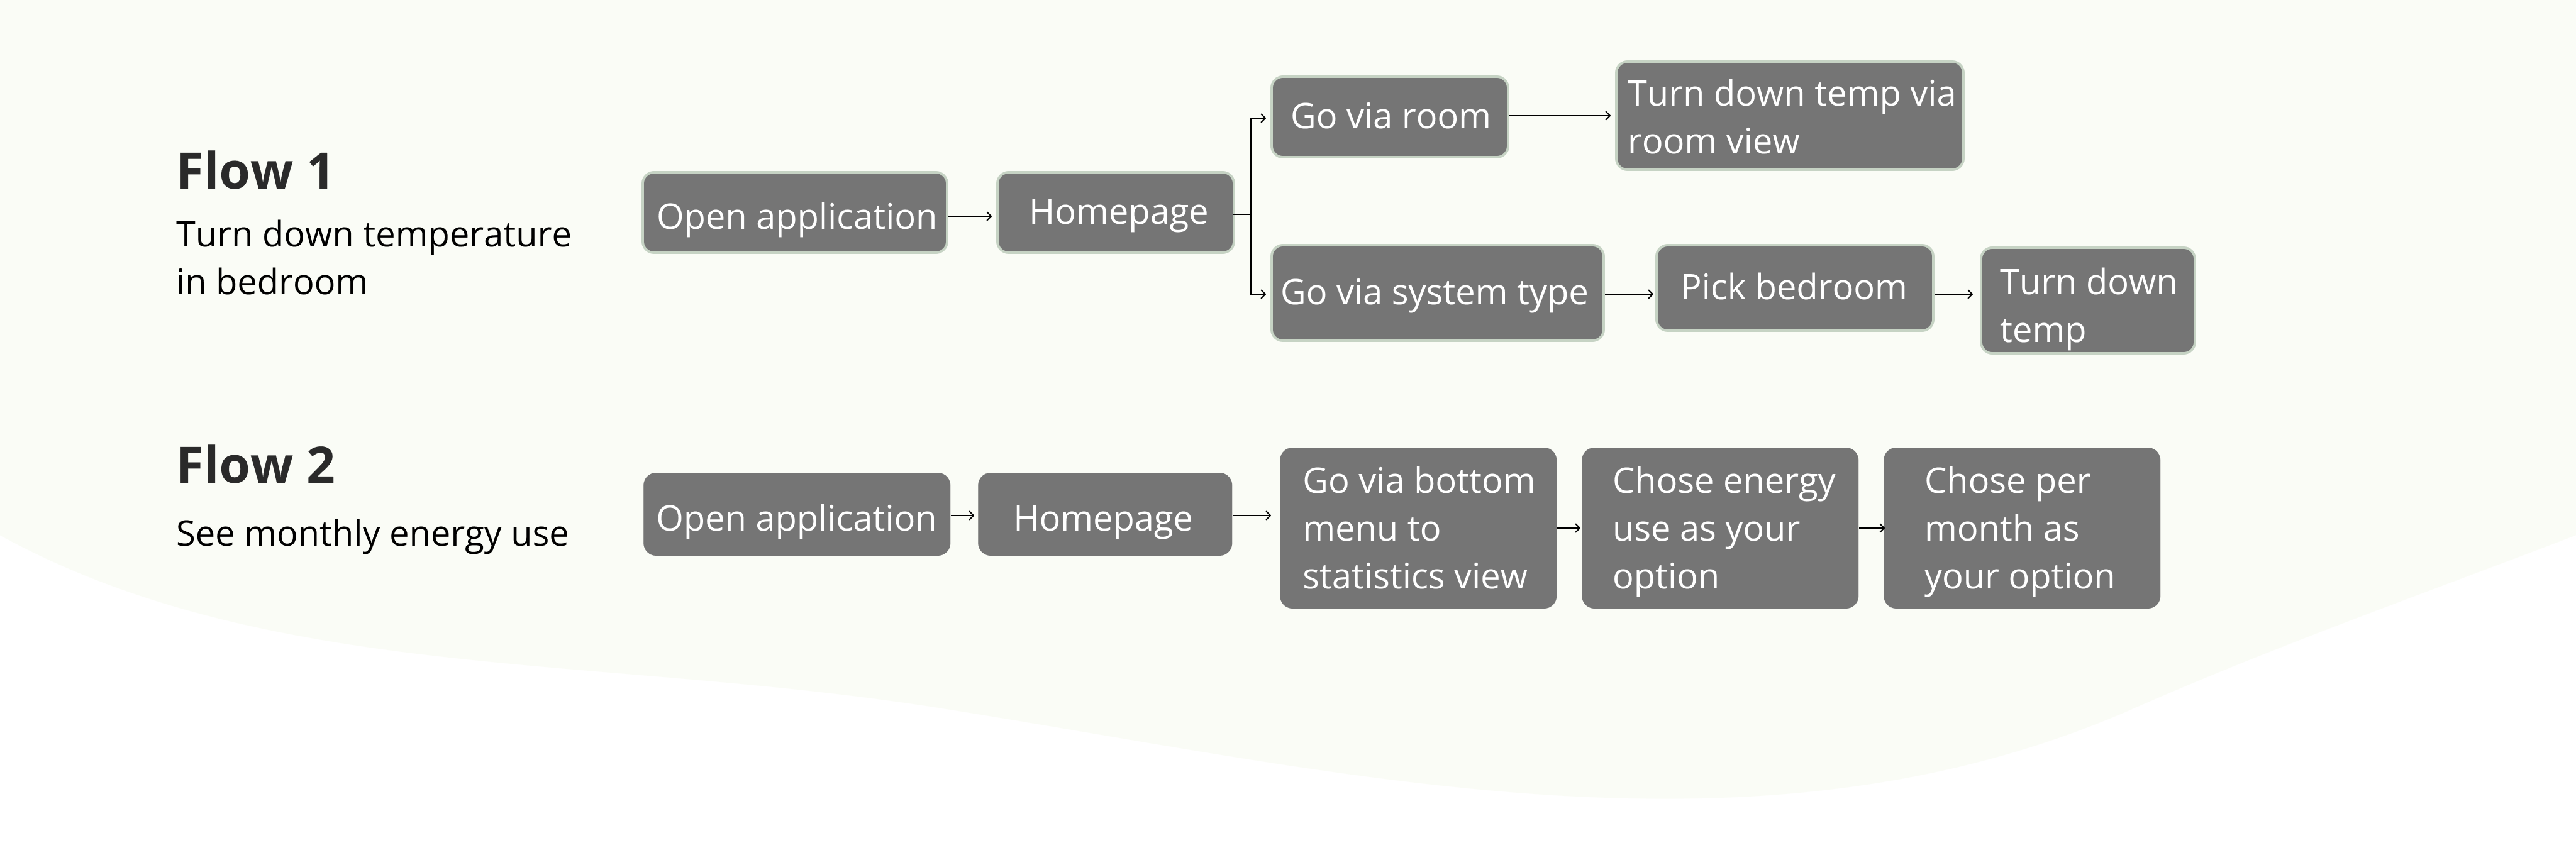 Flow 1
Turn down temperature
in bedroom
Open application
Homepage
Go via room
Turn down temp via
room view
Go via system type
Pick bedroom
Turn down
temp
Flow 2
See monthly energy use
Open application
Homepage
Go via bottom
menu to
statistics view
Chose energy
use as your
option
Chose per
month as
your option